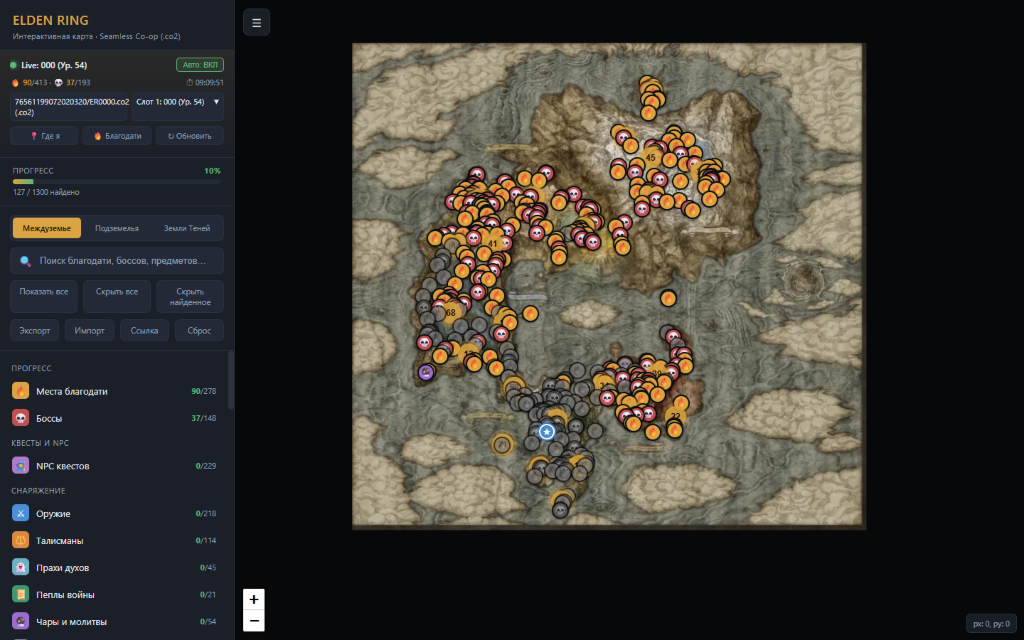 ELDEN RING
Интерактивная карта · Seamless Co-op (.co2)
Live: 000 (Ур. 54)
Авто: ВКЛ
90/413 · 37/193
09:09:51
76561199072020320/ER0000.co2 (.co2)
Слот 1: 000 (Ур. 54)
Где я
Благодати
Обновить
ПРОГРЕСС
10%
127 / 1300 найдено
Междуземье
Подземелья
Земли Теней
Поиск благодати, боссов, предметов...
Показать все
Скрыть все
Скрыть найденное
Экспорт
Импорт
Ссылка
Сброс
ПРОГРЕСС
Места благодати
90/278
Боссы
37/148
КВЕСТЫ И NPC
NPC квестов
0/229
СНАРЯЖЕНИЕ
Оружие
0/218
Талисманы
0/114
Прахи духов
0/45
Пеплы войны
0/21
Чары и молитвы
0/54
45
41
68
22
+
−
px: 0, py: 0